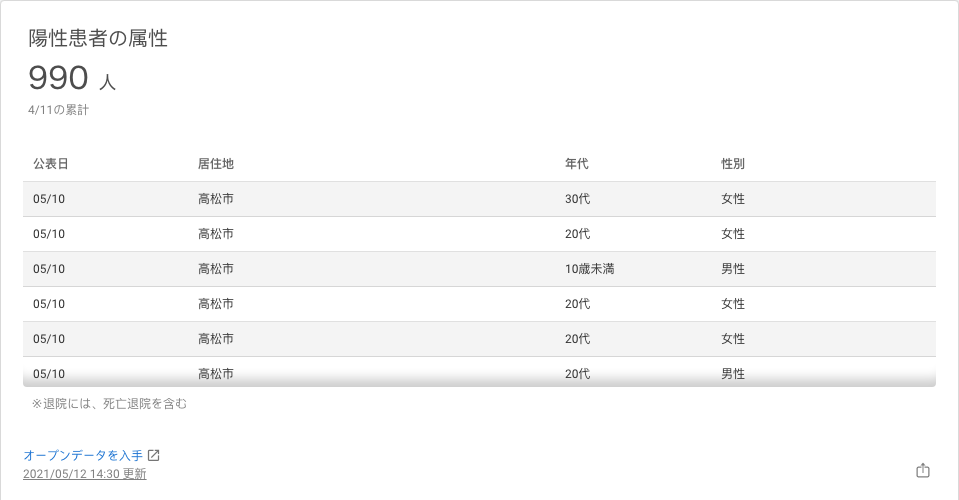 陽性患者の属性
990 人
4/11の累計
公表日 居住地 年代 性別
05/10 高松市 30代 女性
05/10 高松市 20代 女性
05/10 高松市 10歳未満 男性
05/10 高松市 20代 女性
05/10 高松市 20代 女性
05/10 高松市 20代 男性
※退院には、死亡退院を含む
オープンデータを入手
2021/05/12 14:30 更新